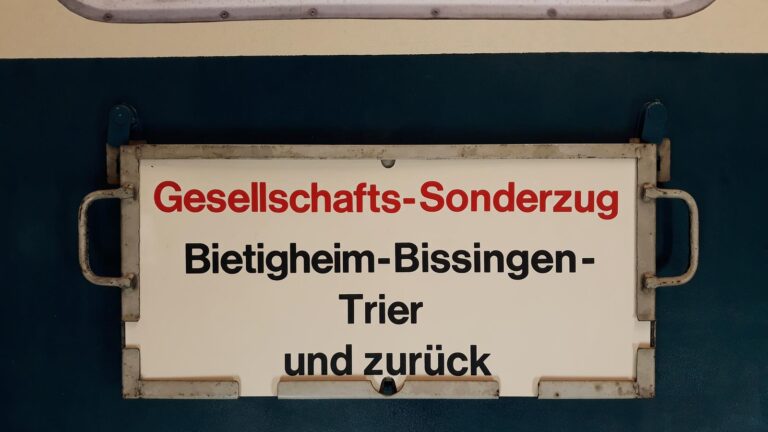 Gesellschafts-Sonderzug
Bietigheim-Bissingen-
Trier
und zurück